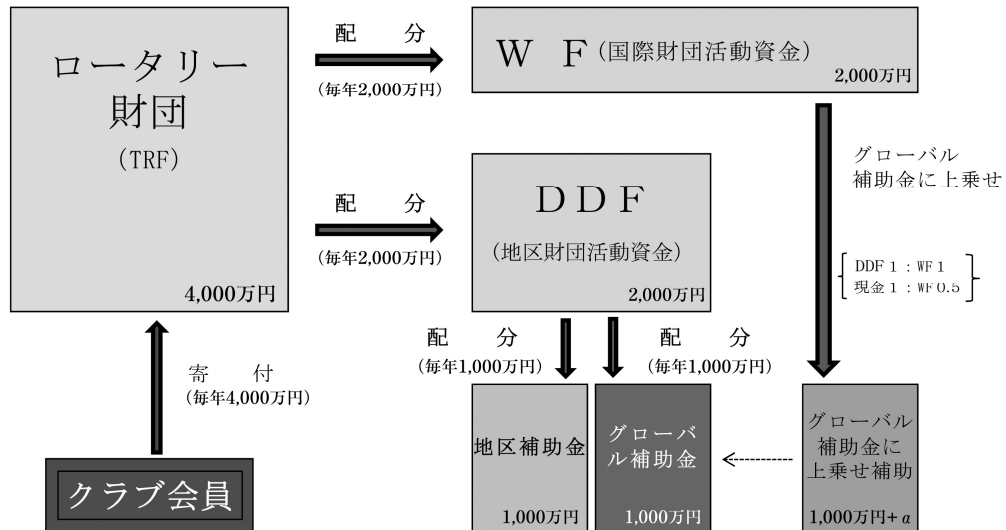 ロータリー
財団
(TRF)
4,000万円
配　分
(毎年2,000万円)
W F (国際財団活動資金)
2,000万円
配　分
(毎年2,000万円)
DDF
(地区財団活動資金)
2,000万円
グローバル
補助金に上乗せ
DDF 1 : WF 1
現金 1 : WF 0.5
配　分
(毎年1,000万円)
配　分
(毎年1,000万円)
寄　付
(毎年4,000万円)
クラブ会員
地区補助金
1,000万円
グローバ
ル補助金
1,000万円
グローバル
補助金に
上乗せ補助
1,000万円+α